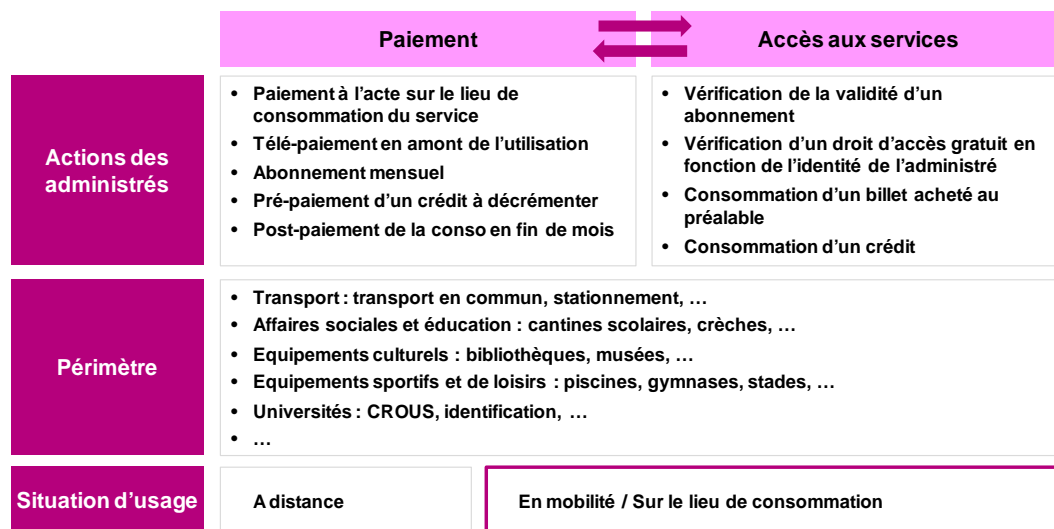 Paiement
Accès aux services
Actions des
administrés
• Paiement à l’acte sur le lieu de
consommation du service
• Télé-paiement en amont de l’utilisation
• Abonnement mensuel
• Pré-paiement d’un crédit à décrémenter
• Post-paiement de la conso en fin de mois
• Vérification de la validité d’un
abonnement
• Vérification d’un droit d’accès gratuit en
fonction de l’identité de l’administré
• Consommation d’un billet acheté au
préalable
• Consommation d’un crédit
Périmètre
• Transport : transport en commun, stationnement, …
• Affaires sociales et éducation : cantines scolaires, crèches, …
• Equipements culturels : bibliothèques, musées, …
• Equipements sportifs et de loisirs : piscines, gymnases, stades, …
• Universités : CROUS, identification, …
• …
Situation d’usage
A distance
En mobilité / Sur le lieu de consommation